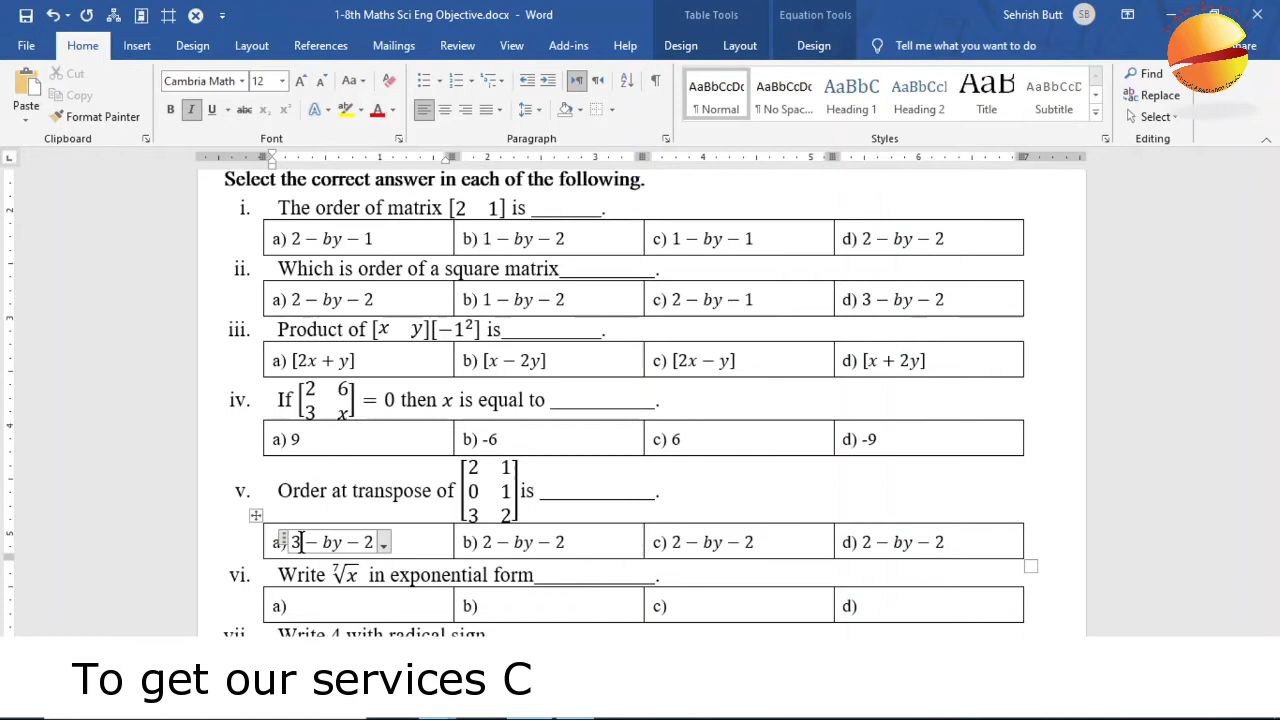 1-8th Maths Sci Eng Objective.docx - Word
Table Tools
Equation Tools
Sehrish Butt SB
File Home Insert Design Layout References Mailings Review View Add-ins Help Design Layout Design Tell me what you want to do
Cut
Copy
Format Painter
Paste
Clipboard
Cambria Math 12
Font
Paragraph
AaBbCcDc AaBbCcDc AaBbC AaBbCcI AaB AaBbCcD
¶ Normal ¶ No Spac... Heading 1 Heading 2 Title Subtitle
Styles
Find
Replace
Select
Editing
Select the correct answer in each of the following.
i. The order of matrix [2 1] is _______.
a) 2 − by − 1 b) 1 − by − 2 c) 1 − by − 1 d) 2 − by − 2
ii. Which is order of a square matrix__________.
a) 2 − by − 2 b) 1 − by − 2 c) 2 − by − 1 d) 3 − by − 2
iii. Product of [x y][−1²] is__________.
a) [2x + y] b) [x − 2y] c) [2x − y] d) [x + 2y]
iv. If [2 6
3 x] = 0 then x is equal to __________.
a) 9 b) -6 c) 6 d) -9
v. Order at transpose of [2 1
0 1
3 2] is ___________.
a) 3 − by − 2 b) 2 − by − 2 c) 2 − by − 2 d) 2 − by − 2
vi. Write ⁷√x in exponential form____________.
a) b) c) d)
vii. Write 4 with radical sign
To get our services C